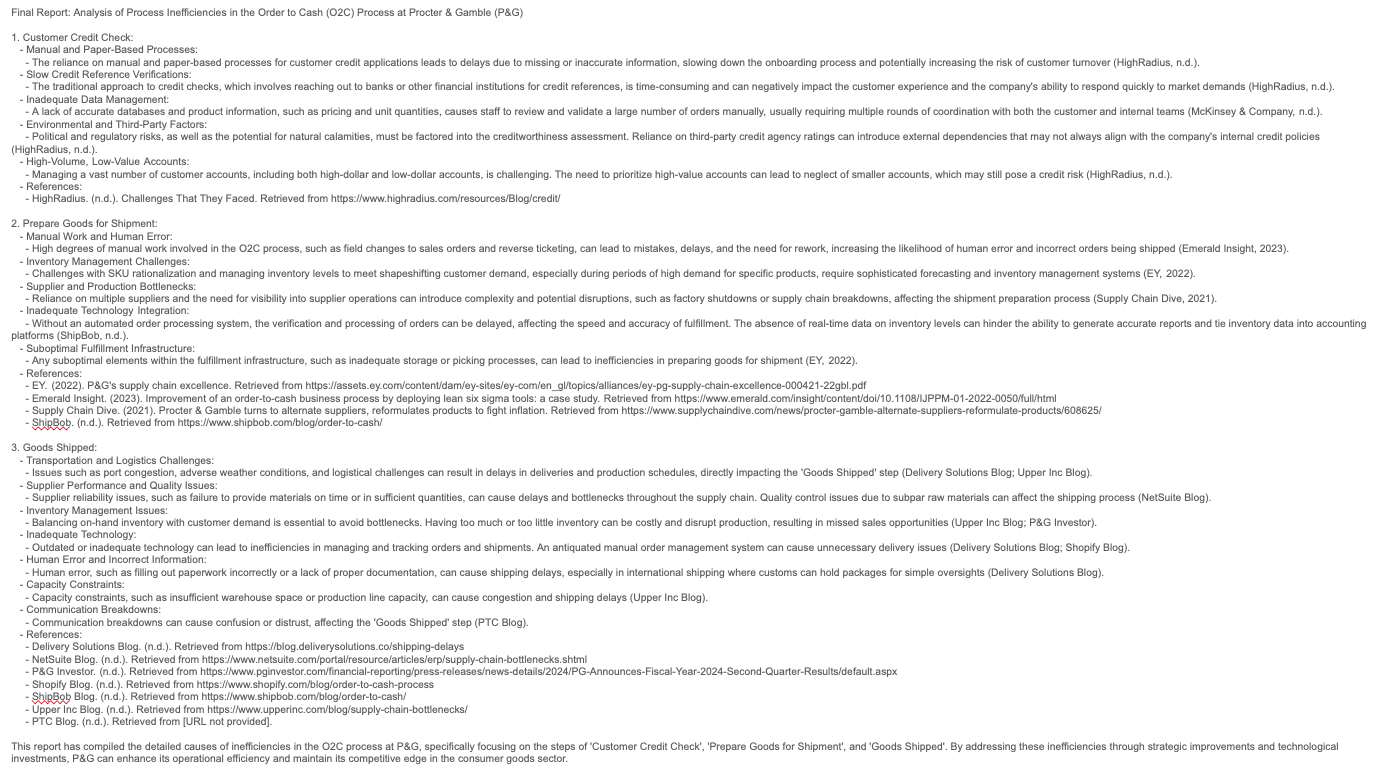 Final Report: Analysis of Process Inefficiencies in the Order to Cash (O2C) Process at Procter & Gamble (P&G)
1. Customer Credit Check:
- Manual and Paper-Based Processes:
- The reliance on manual and paper-based processes for customer credit applications leads to delays due to missing or inaccurate information, slowing down the onboarding process and potentially increasing the risk of customer turnover (HighRadius, n.d.).
- Slow Credit Reference Verifications:
- The traditional approach to credit checks, which involves reaching out to banks or other financial institutions for credit references, is time-consuming and can negatively impact the customer experience and the company's ability to respond quickly to market demands (HighRadius, n.d.).
- Inadequate Data Management:
- A lack of accurate databases and product information, such as pricing and unit quantities, causes staff to review and validate a large number of orders manually, usually requiring multiple rounds of coordination with both the customer and internal teams (McKinsey & Company, n.d.).
- Environmental and Third-Party Factors:
- Political and regulatory risks, as well as the potential for natural calamities, must be factored into the creditworthiness assessment. Reliance on third-party credit agency ratings can introduce external dependencies that may not always align with the company's internal credit policies
(HighRadius, n.d.).
- High-Volume, Low-Value Accounts:
- Managing a vast number of customer accounts, including both high-dollar and low-dollar accounts, is challenging. The need to prioritize high-value accounts can lead to neglect of smaller accounts, which may still pose a credit risk (HighRadius, n.d.).
- References:
- HighRadius. (n.d.). Challenges That They Faced. Retrieved from https://www.highradius.com/resources/Blog/credit/
2. Prepare Goods for Shipment:
- Manual Work and Human Error:
- High degrees of manual work involved in the O2C process, such as field changes to sales orders and reverse ticketing, can lead to mistakes, delays, and the need for rework, increasing the likelihood of human error and incorrect orders being shipped (Emerald Insight, 2023).
- Inventory Management Challenges:
- Challenges with SKU rationalization and managing inventory levels to meet shapeshifting customer demand, especially during periods of high demand for specific products, require sophisticated forecasting and inventory management systems (EY, 2022).
- Supplier and Production Bottlenecks:
- Reliance on multiple suppliers and the need for visibility into supplier operations can introduce complexity and potential disruptions, such as factory shutdowns or supply chain breakdowns, affecting the shipment preparation process (Supply Chain Dive, 2021).
- Inadequate Technology Integration:
- Without an automated order processing system, the verification and processing of orders can be delayed, affecting the speed and accuracy of fulfillment. The absence of real-time data on inventory levels can hinder the ability to generate accurate reports and tie inventory data into accounting
platforms (ShipBob, n.d.).
- Suboptimal Fulfillment Infrastructure:
- Any suboptimal elements within the fulfillment infrastructure, such as inadequate storage or picking processes, can lead to inefficiencies in preparing goods for shipment (EY, 2022).
- References:
- EY. (2022). P&G's supply chain excellence. Retrieved from https://assets.ey.com/content/dam/ey-sites/ey-com/en_gl/topics/alliances/ey-pg-supply-chain-excellence-000421-22gbl.pdf
- Emerald Insight. (2023). Improvement of an order-to-cash business process by deploying lean six sigma tools: a case study. Retrieved from https://www.emerald.com/insight/content/doi/10.1108/IJPPM-01-2022-0050/full/html
- Supply Chain Dive. (2021). Procter & Gamble turns to alternate suppliers, reformulates products to fight inflation. Retrieved from https://www.supplychaindive.com/news/procter-gamble-alternate-suppliers-reformulate-products/608625/
- ShipBob. (n.d.). Retrieved from https://www.shipbob.com/blog/order-to-cash/
3. Goods Shipped:
- Transportation and Logistics Challenges:
- Issues such as port congestion, adverse weather conditions, and logistical challenges can result in delays in deliveries and production schedules, directly impacting the 'Goods Shipped' step (Delivery Solutions Blog; Upper Inc Blog).
- Supplier Performance and Quality Issues:
- Supplier reliability issues, such as failure to provide materials on time or in sufficient quantities, can cause delays and bottlenecks throughout the supply chain. Quality control issues due to subpar raw materials can affect the shipping process (NetSuite Blog).
- Inventory Management Issues:
- Balancing on-hand inventory with customer demand is essential to avoid bottlenecks. Having too much or too little inventory can be costly and disrupt production, resulting in missed sales opportunities (Upper Inc Blog; P&G Investor).
- Inadequate Technology:
- Outdated or inadequate technology can lead to inefficiencies in managing and tracking orders and shipments. An antiquated manual order management system can cause unnecessary delivery issues (Delivery Solutions Blog; Shopify Blog).
- Human Error and Incorrect Information:
- Human error, such as filling out paperwork incorrectly or a lack of proper documentation, can cause shipping delays, especially in international shipping where customs can hold packages for simple oversights (Delivery Solutions Blog).
- Capacity Constraints:
- Capacity constraints, such as insufficient warehouse space or production line capacity, can cause congestion and shipping delays (Upper Inc Blog).
- Communication Breakdowns:
- Communication breakdowns can cause confusion or distrust, affecting the 'Goods Shipped' step (PTC Blog).
- References:
- Delivery Solutions Blog. (n.d.). Retrieved from https://blog.deliverysolutions.co/shipping-delays
- NetSuite Blog. (n.d.). Retrieved from https://www.netsuite.com/portal/resource/articles/erp/supply-chain-bottlenecks.shtml
- P&G Investor. (n.d.). Retrieved from https://www.pginvestor.com/financial-reporting/press-releases/news-details/2024/PG-Announces-Fiscal-Year-2024-Second-Quarter-Results/default.aspx
- Shopify Blog. (n.d.). Retrieved from https://www.shopify.com/blog/order-to-cash-process
- ShipBob Blog. (n.d.). Retrieved from https://www.shipbob.com/blog/order-to-cash/
- Upper Inc Blog. (n.d.). Retrieved from https://www.upperinc.com/blog/supply-chain-bottlenecks/
- PTC Blog. (n.d.). Retrieved from [URL not provided].
This report has compiled the detailed causes of inefficiencies in the O2C process at P&G, specifically focusing on the steps of 'Customer Credit Check', 'Prepare Goods for Shipment', and 'Goods Shipped'. By addressing these inefficiencies through strategic improvements and technological
investments, P&G can enhance its operational efficiency and maintain its competitive edge in the consumer goods sector.